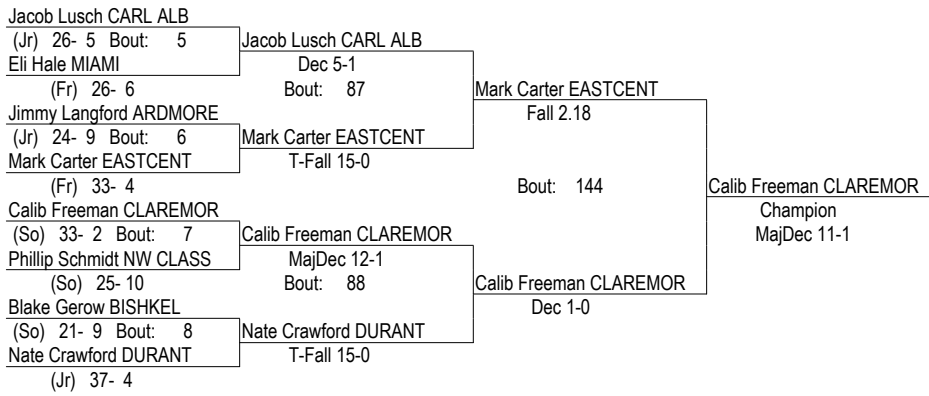 Jacob Lusch CARL ALB
(Jr) 26- 5 Bout: 5
Jacob Lusch CARL ALB
Eli Hale MIAMI
Dec 5-1
(Fr) 26- 6
Bout: 87
Mark Carter EASTCENT
Jimmy Langford ARDMORE
Fall 2.18
(Jr) 24- 9 Bout: 6
Mark Carter EASTCENT
Mark Carter EASTCENT
T-Fall 15-0
(Fr) 33- 4
Bout: 144
Calib Freeman CLAREMOR
Calib Freeman CLAREMOR
Champion
(So) 33- 2 Bout: 7
Calib Freeman CLAREMOR
MajDec 11-1
Phillip Schmidt NW CLASS
MajDec 12-1
(So) 25- 10
Bout: 88
Calib Freeman CLAREMOR
Blake Gerow BISHKEL
Dec 1-0
(So) 21- 9 Bout: 8
Nate Crawford DURANT
Nate Crawford DURANT
T-Fall 15-0
(Jr) 37- 4